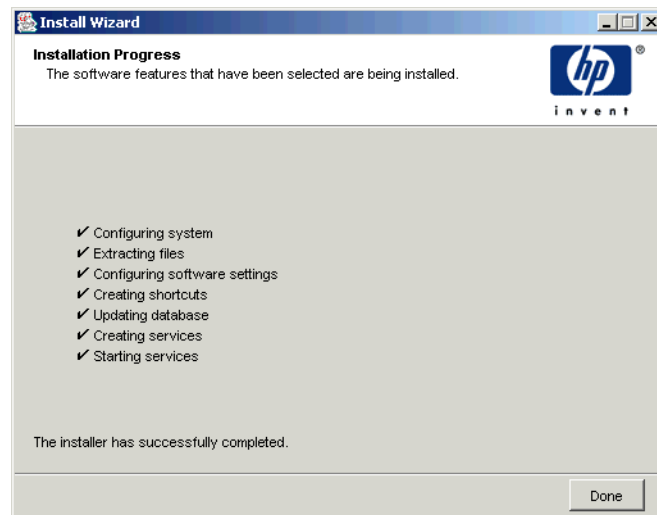 Install Wizard
Installation Progress
The software features that have been selected are being installed.
hp
®
invent
✔ Configuring system
✔ Extracting files
✔ Configuring software settings
✔ Creating shortcuts
✔ Updating database
✔ Creating services
✔ Starting services
The installer has successfully completed.
Done